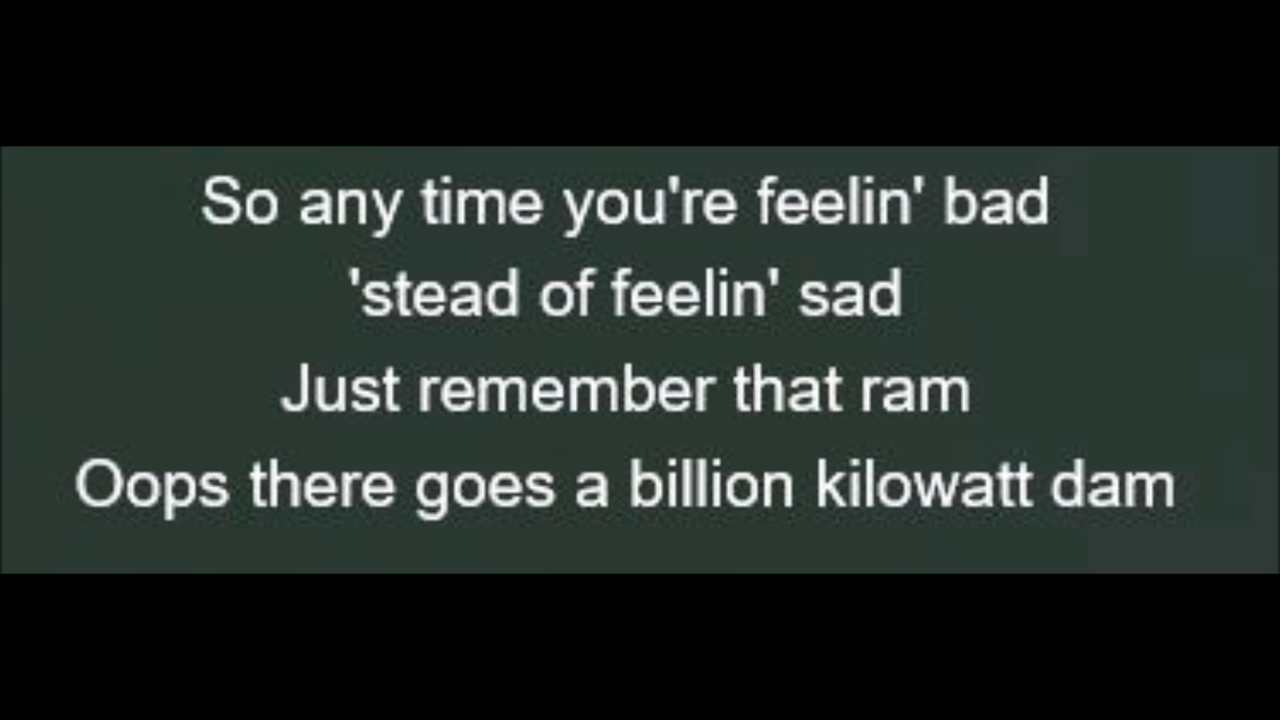 So any time you're feelin' bad
'stead of feelin' sad
Just remember that ram
Oops there goes a billion kilowatt dam